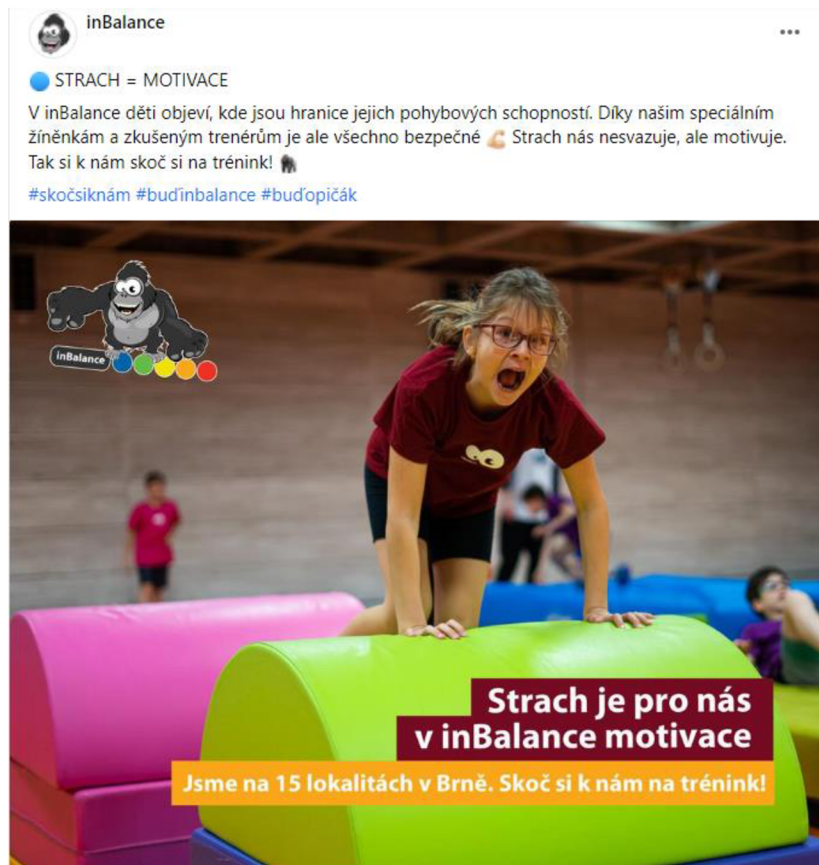 inBalance
STRACH = MOTIVACE
V inBalance děti objeví, kde jsou hranice jejich pohybových schopností. Díky našim speciálním
žíněnkám a zkušeným trenérům je ale všechno bezpečné 💪🏻 Strach nás nesvazuje, ale motivuje.
Tak si k nám skoč si na trénink! 🦍
#skočsiknám #buďinbalance #buďopičák
inBalance
Strach je pro nás
v inBalance motivace
Jsme na 15 lokalitách v Brně. Skoč si k nám na trénink!